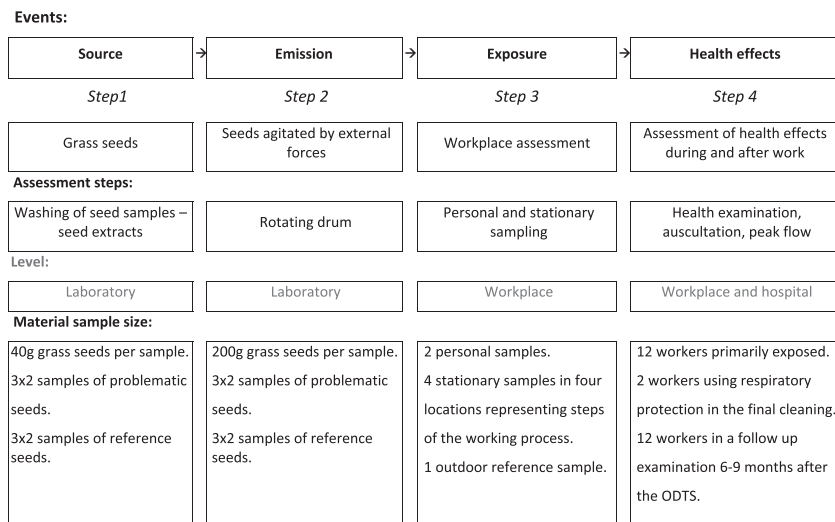 Events:
Source → Emission → Exposure → Health effects
Step1 Step 2 Step 3 Step 4
Grass seeds
Seeds agitated by external
forces
Workplace assessment
Assessment of health effects
during and after work
Assessment steps:
Washing of seed samples –
seed extracts
Rotating drum
Personal and stationary
sampling
Health examination,
auscultation, peak flow
Level:
Laboratory Laboratory Workplace Workplace and hospital
Material sample size:
40g grass seeds per sample.
3x2 samples of problematic
seeds.
3x2 samples of reference
seeds.
200g grass seeds per sample.
3x2 samples of problematic
seeds.
3x2 samples of reference
seeds.
2 personal samples.
4 stationary samples in four
locations representing steps
of the working process.
1 outdoor reference sample.
12 workers primarily exposed.
2 workers using respiratory
protection in the final cleaning.
12 workers in a follow up
examination 6-9 months after
the ODTS.